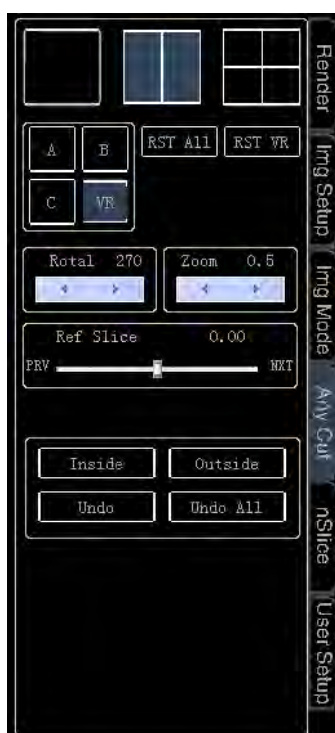 A
B
RST All
RST VR
C
VR
Rotal 270
Zoom 0.5
Ref Slice 0.00
PRV
NXT
Inside
Outside
Undo
Undo All
Render
Img Setup
Img Mode
Any Cut
nSlice
User Setup